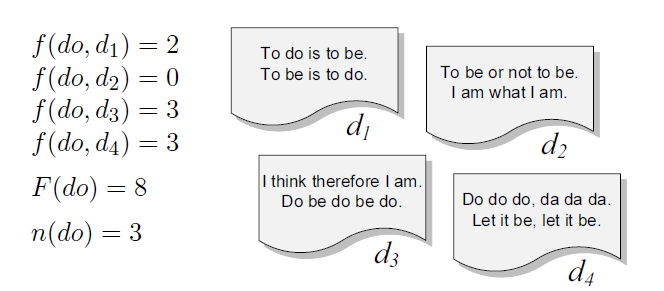 f(do, d₁) = 2
f(do, d₂) = 0
f(do, d₃) = 3
f(do, d₄) = 3
F(do) = 8
n(do) = 3
To do is to be.
To be is to do.
d₁
To be or not to be.
I am what I am.
d₂
I think therefore I am.
Do be do be do.
d₃
Do do do, da da da.
Let it be, let it be.
d₄